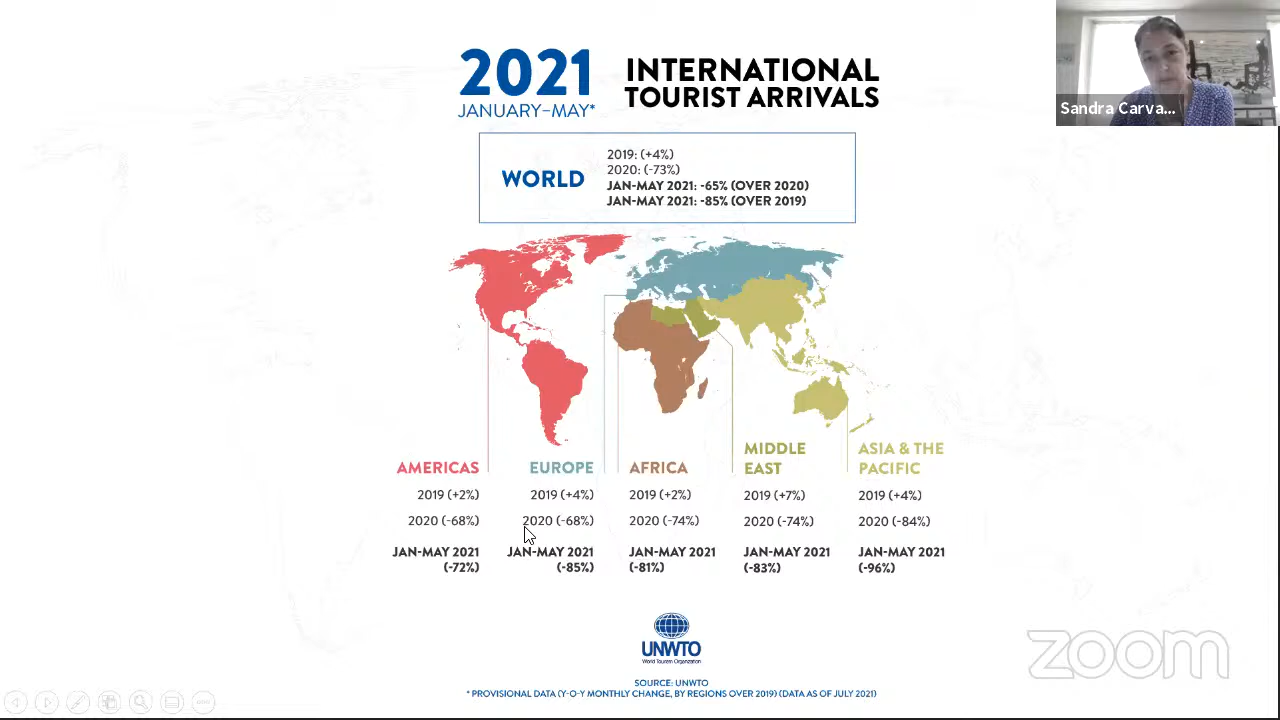 2021
JANUARY–MAY*
INTERNATIONAL
TOURIST ARRIVALS
Sandra Carva...
WORLD
2019: (+4%)
2020: (-73%)
JAN-MAY 2021: -65% (OVER 2020)
JAN-MAY 2021: -85% (OVER 2019)
AMERICAS
2019 (+2%)
2020 (-68%)
JAN-MAY 2021
(-72%)
EUROPE
2019 (+4%)
2020 (-68%)
JAN-MAY 2021
(-85%)
AFRICA
2019 (+2%)
2020 (-74%)
JAN-MAY 2021
(-81%)
MIDDLE
EAST
2019 (+7%)
2020 (-74%)
JAN-MAY 2021
(-83%)
ASIA & THE
PACIFIC
2019 (+4%)
2020 (-84%)
JAN-MAY 2021
(-96%)
UNWTO
World Tourism Organization
zoom
SOURCE: UNWTO
* PROVISIONAL DATA (Y-O-Y MONTHLY CHANGE, BY REGIONS OVER 2019) (DATA AS OF JULY 2021)